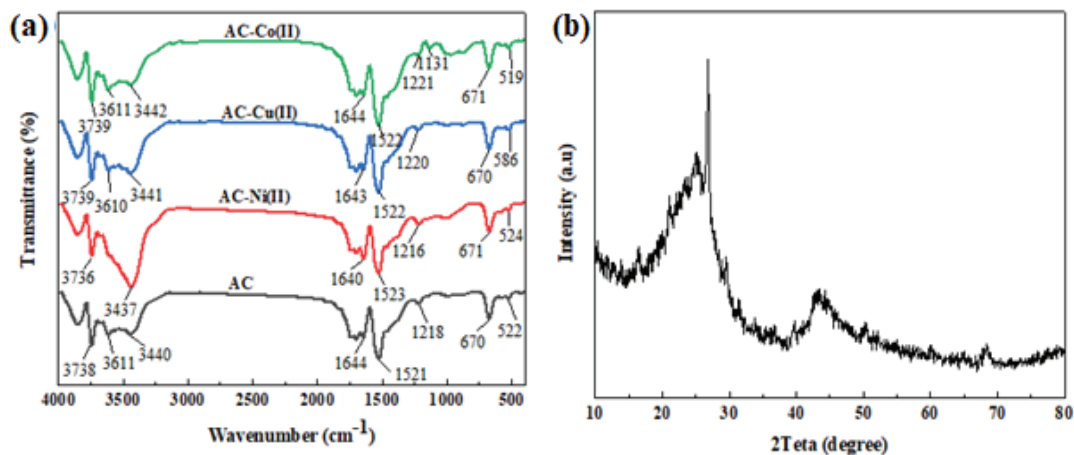 (a)
Transmittance (%)
AC-Co(II)
3739
3611
3442
1644
1522
1221
1131
671
519
AC-Cu(II)
3739
3610
3441
1643
1522
1220
670
586
AC-Ni(II)
3736
3437
1640
1523
1216
671
524
AC
3738
3611
3440
1644
1521
1218
670
522
4000 3500 3000 2500 2000 1500 1000 500
Wavenumber (cm⁻¹)
(b)
Intensity (a.u)
10 20 30 40 50 60 70 80
2Teta (degree)